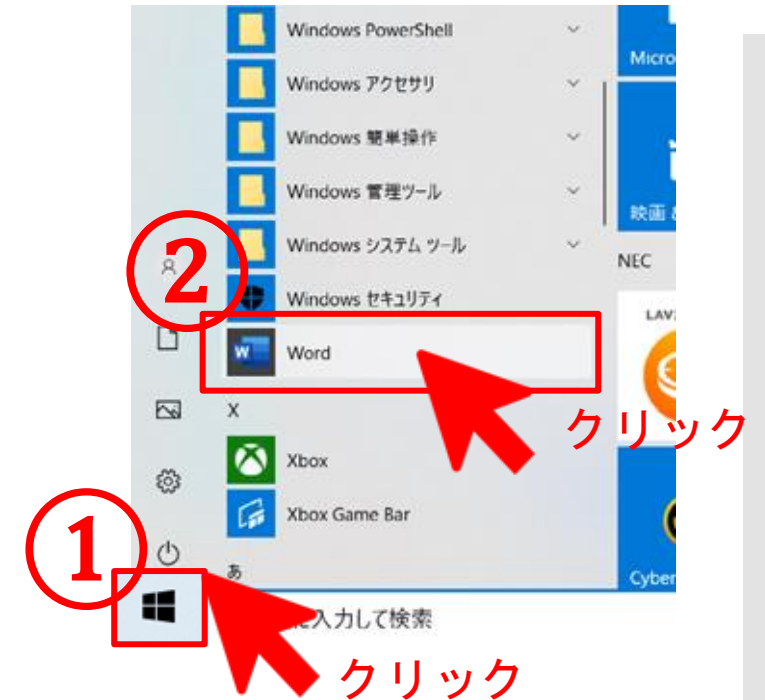 Windows PowerShell
Micro
Windows アクセサリ
Windows 簡単操作
Windows 管理ツール
映画 &
Windows システム ツール
NEC
②
Windows セキュリティ
LAV
W
Word
クリック
X
Xbox
Xbox Game Bar
①
あ
Cyber
に入力して検索
クリック